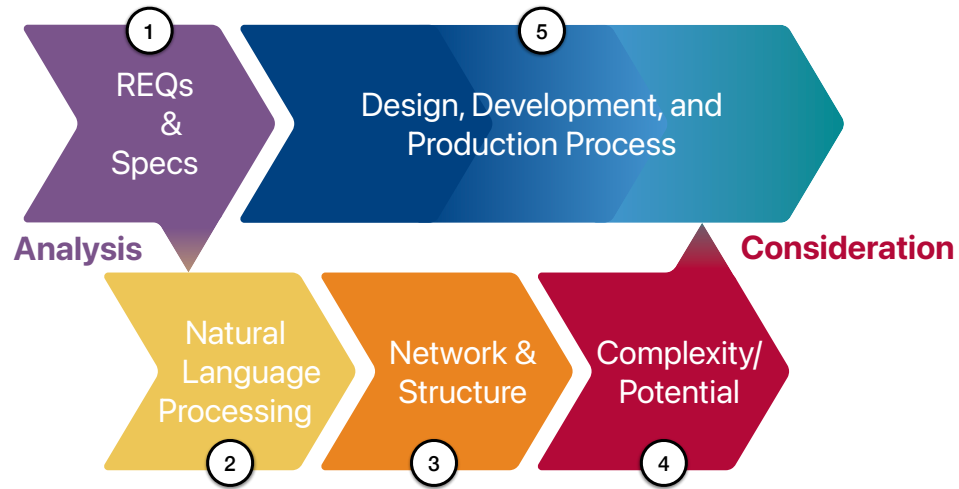 1
REQs
&
Specs
5
Design, Development, and
Production Process
Analysis
Consideration
Natural
Language
Processing
2
Network &
Structure
3
Complexity/
Potential
4